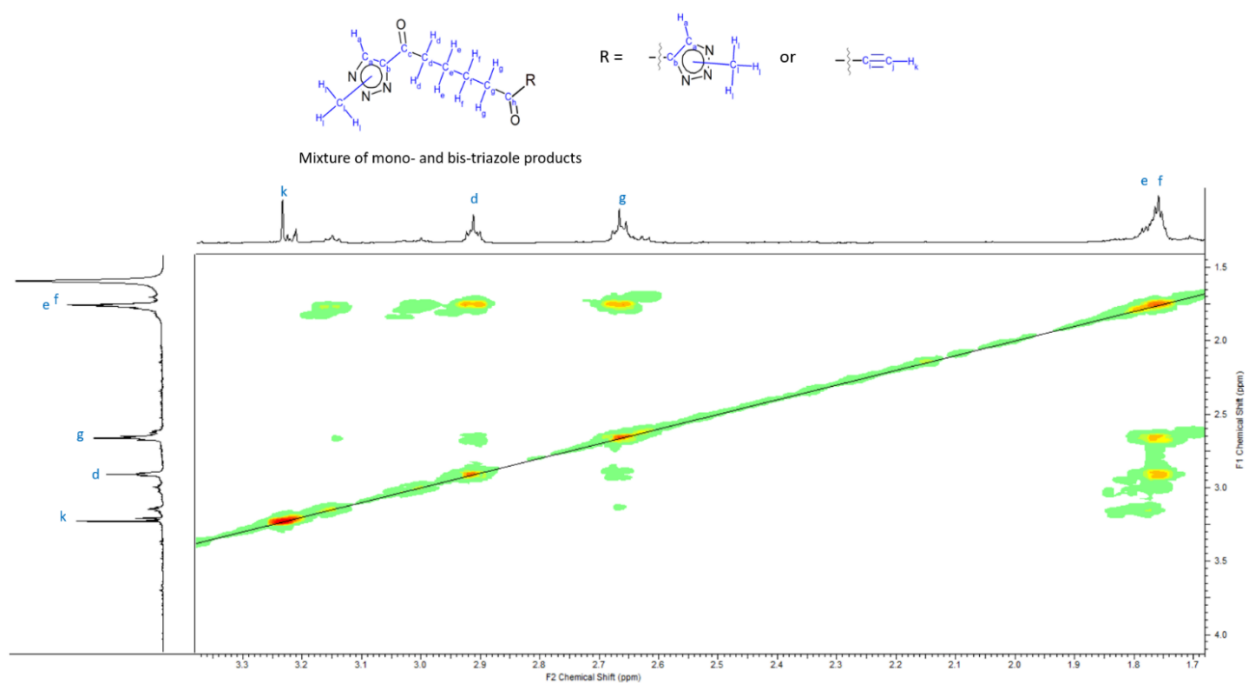 O
R =
or
R
O
N
N
N
N
N
N
Mixture of mono- and bis-triazole products
k
d
g
e f
e f
g
d
k
1.5
2.0
2.5
3.0
3.5
4.0
F1 Chemical Shift (ppm)
3.3 3.2 3.1 3.0 2.9 2.8 2.7 2.6 2.5 2.4 2.3 2.2 2.1 2.0 1.9 1.8 1.7
F2 Chemical Shift (ppm)